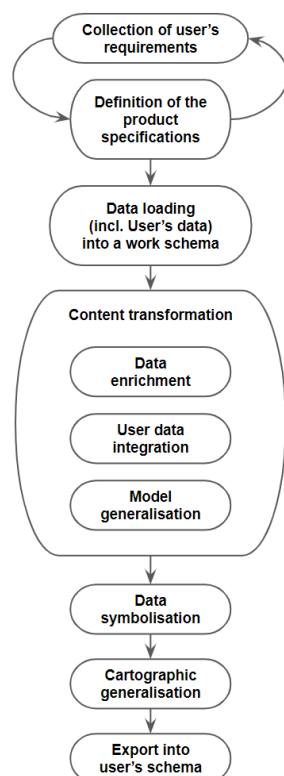 Collection of user's
requirements
Definition of the
product
specifications
Data loading
(incl. User's data)
into a work schema
Content transformation
Data
enrichment
User data
integration
Model
generalisation
Data
symbolisation
Cartographic
generalisation
Export into
user's schema